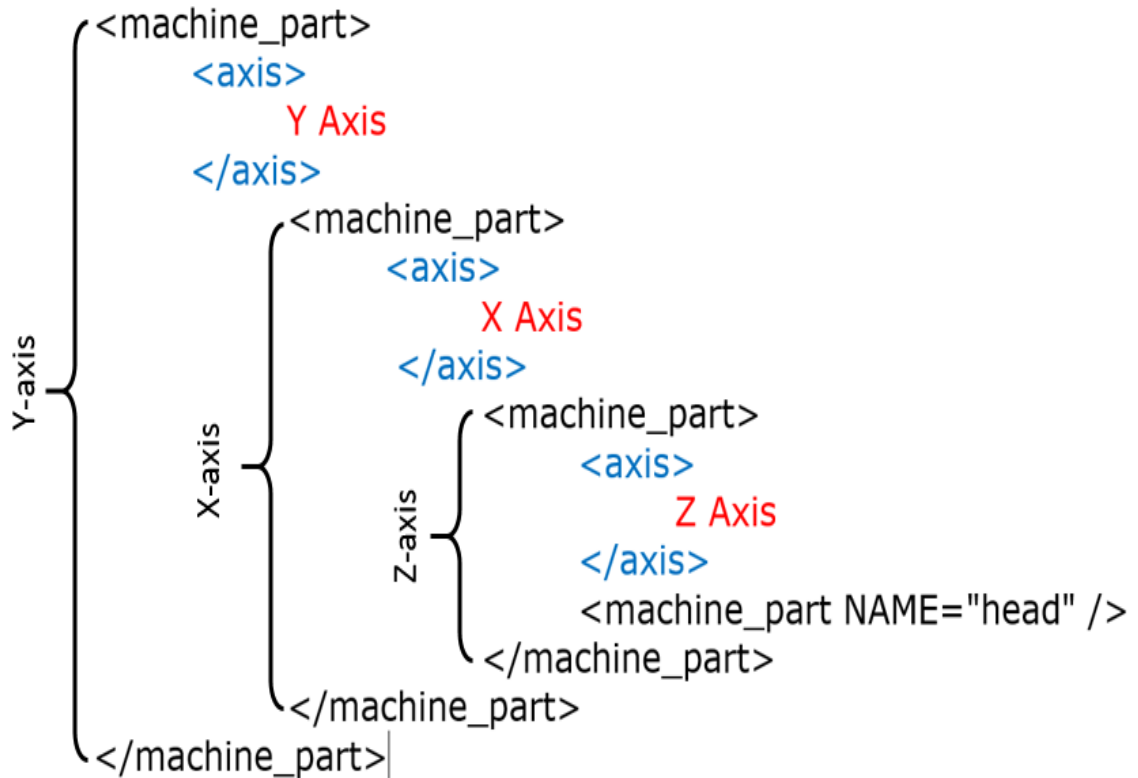 <machine_part>
<axis>
Y Axis
</axis>
<machine_part>
<axis>
X Axis
</axis>
<machine_part>
<axis>
Z Axis
</axis>
<machine_part NAME="head" />
</machine_part>
</machine_part>
</machine_part>
Y-axis
X-axis
Z-axis